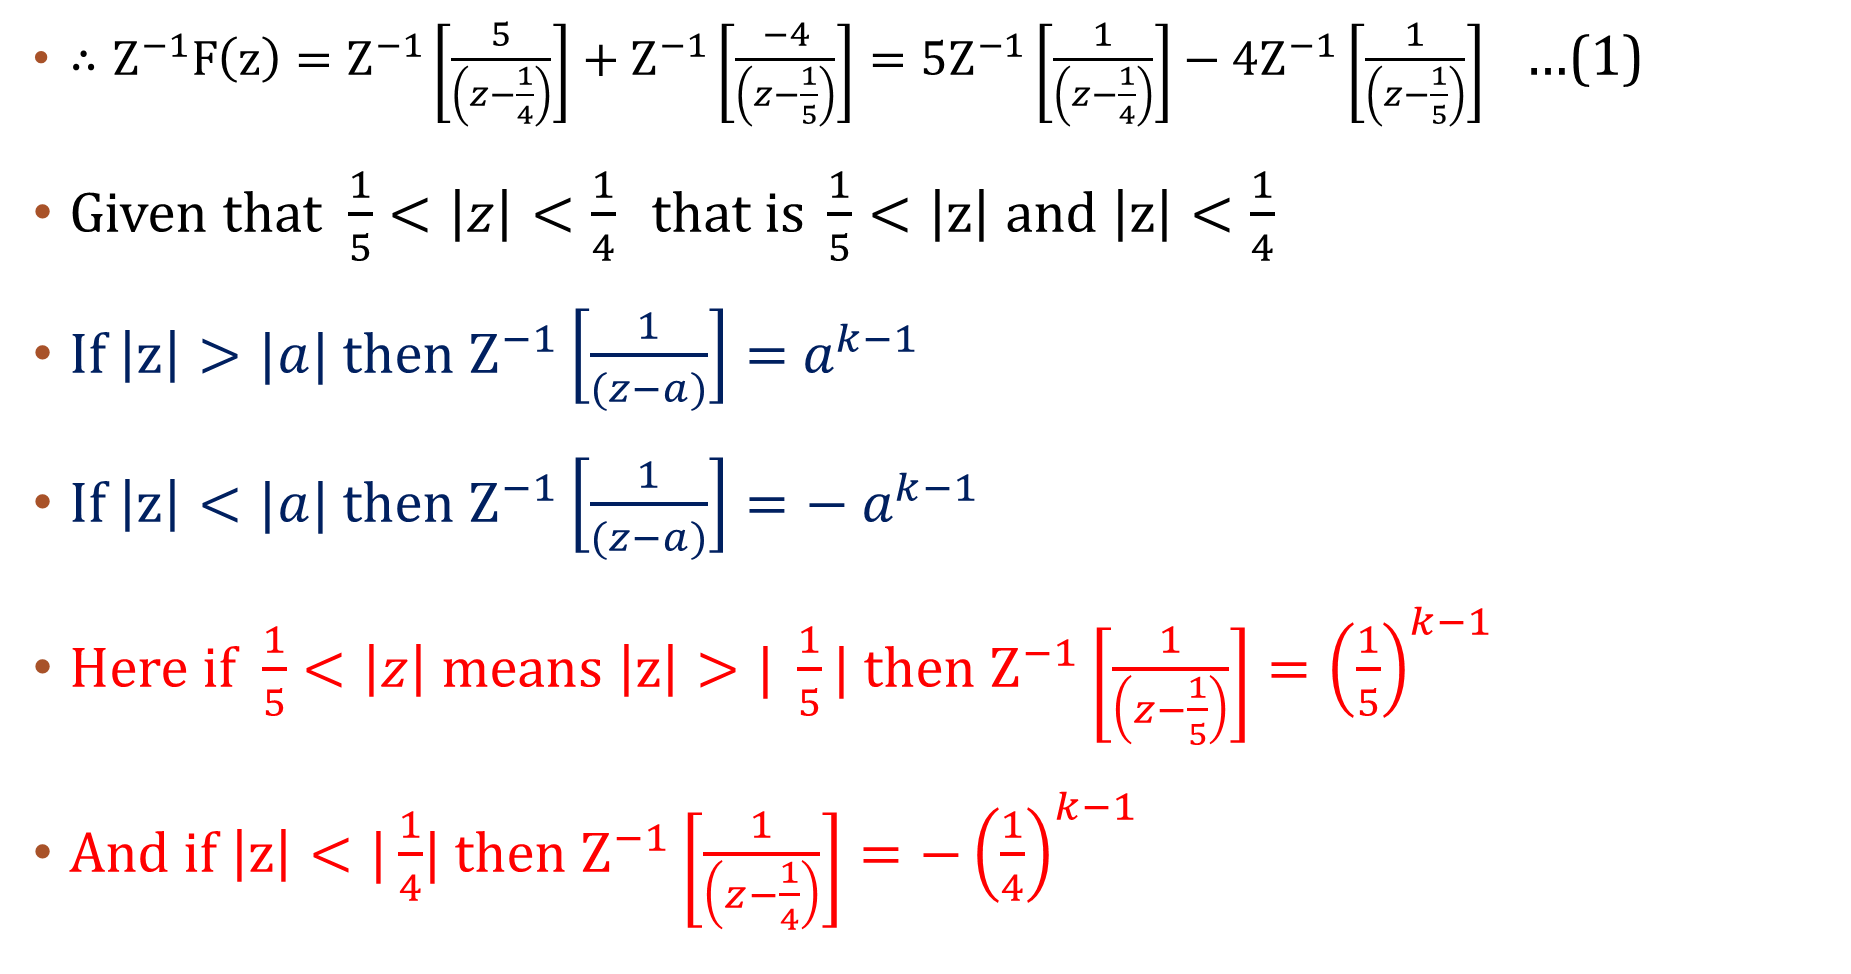 • ∴ Z⁻¹F(z) = Z⁻¹[5/(z−1/4)] + Z⁻¹[−4/(z−1/5)] = 5Z⁻¹[1/(z−1/4)] − 4Z⁻¹[1/(z−1/5)] …(1)
• Given that 1/5 < |z| < 1/4 that is 1/5 < |z| and |z| < 1/4
• If |z| > |a| then Z⁻¹[1/(z−a)] = a^(k−1)
• If |z| < |a| then Z⁻¹[1/(z−a)] = − a^(k−1)
• Here if 1/5 < |z| means |z| > | 1/5 | then Z⁻¹[1/(z−1/5)] = (1/5)^(k−1)
• And if |z| < |1/4| then Z⁻¹[1/(z−1/4)] = −(1/4)^(k−1)